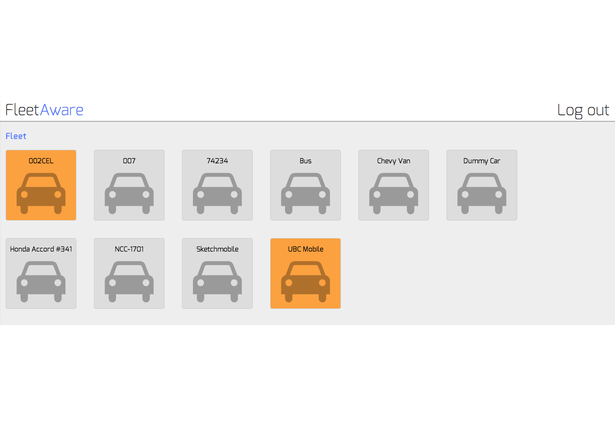 FleetAware
Log out
Fleet
002CEL
007
74234
Bus
Chevy Van
Dummy Car
Honda Accord #341
NCC-1701
Sketchmobile
UBC Mobile